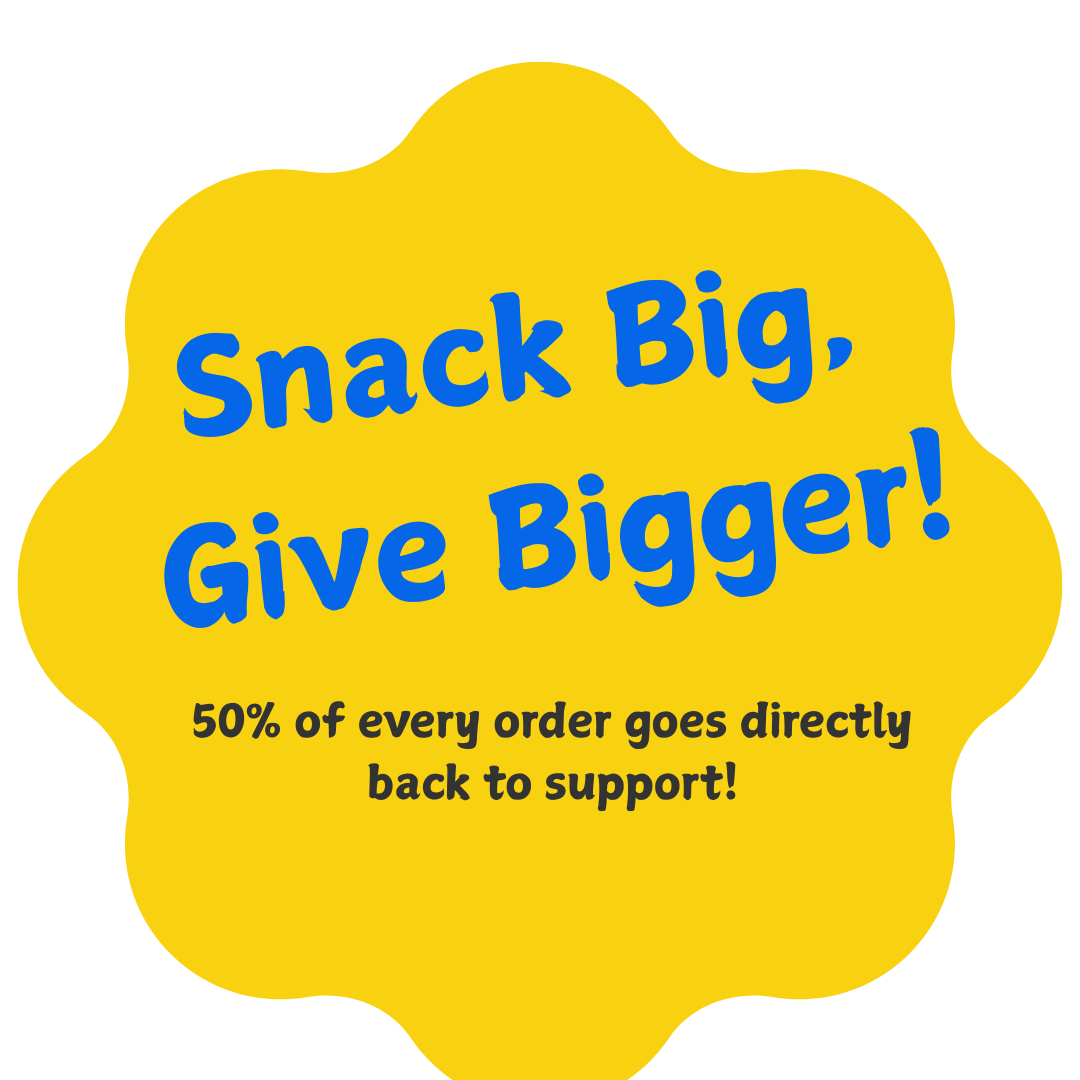 Snack Big,
Give Bigger!
50% of every order goes directly
back to support!